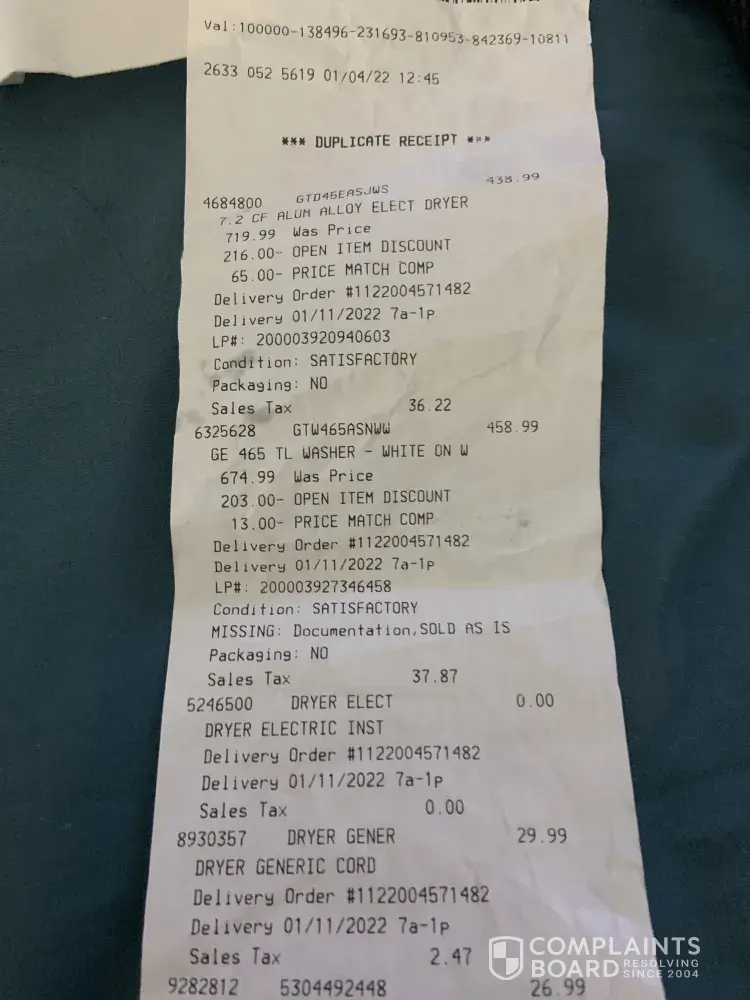 Val:100000-138496-231693-810953-842369-10811
2633 052 5619 01/04/22 12:45
*** DUPLICATE RECEIPT ***
4684800 GTD45EASJWS 438.99
7.2 CF ALUM ALLOY ELECT DRYER
719.99 Was Price
216.00- OPEN ITEM DISCOUNT
65.00- PRICE MATCH COMP
Delivery Order #1122004571482
Delivery 01/11/2022 7a-1p
LP#: 200003920940603
Condition: SATISFACTORY
Packaging: NO
Sales Tax 36.22
6325628 GTW465ASNWW 458.99
GE 465 TL WASHER - WHITE ON W
674.99 Was Price
203.00- OPEN ITEM DISCOUNT
13.00- PRICE MATCH COMP
Delivery Order #1122004571482
Delivery 01/11/2022 7a-1p
LP#: 200003927346458
Condition: SATISFACTORY
MISSING: Documentation,SOLD AS IS
Packaging: NO
Sales Tax 37.87
5246500 DRYER ELECT 0.00
DRYER ELECTRIC INST
Delivery Order #1122004571482
Delivery 01/11/2022 7a-1p
Sales Tax 0.00
8930357 DRYER GENER 29.99
DRYER GENERIC CORD
Delivery Order #1122004571482
Delivery 01/11/2022 7a-1p
Sales Tax 2.47
9282812 5304492448 26.99
COMPLAINTS
BOARD RESOLVING
SINCE 2004